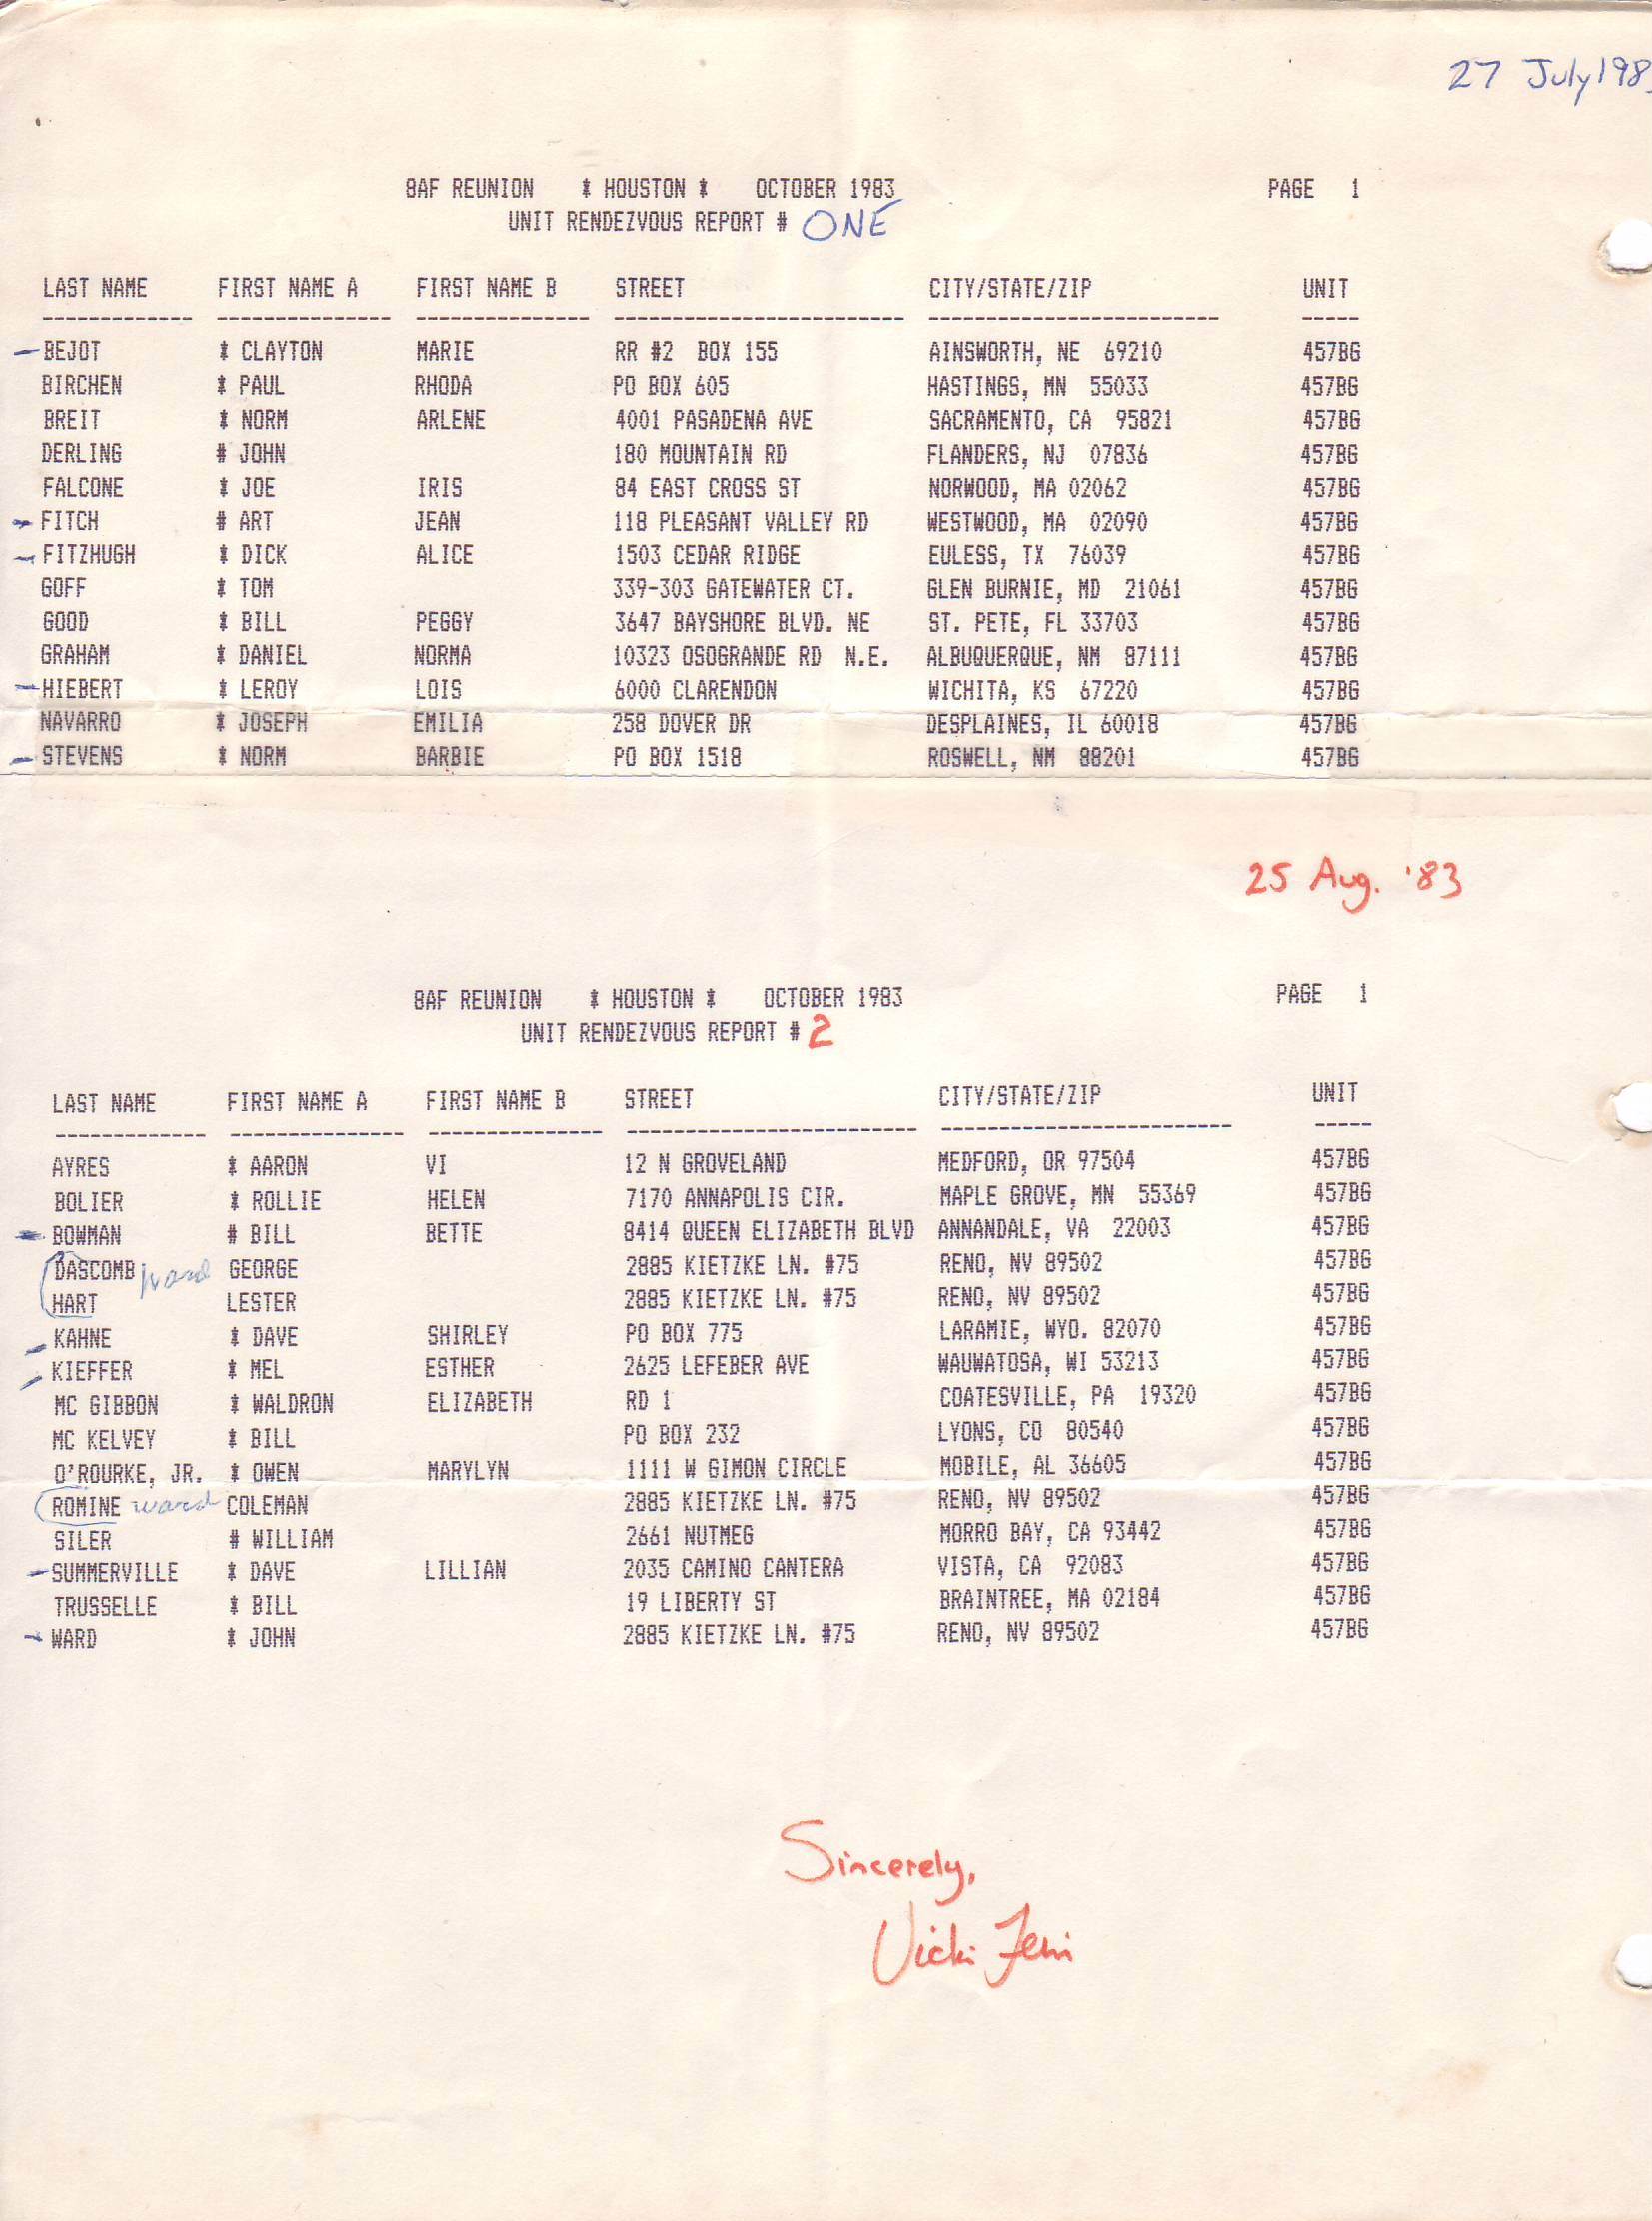 27 July 198
8AF REUNION * HOUSTON * OCTOBER 1983 PAGE 1
UNIT RENDEZVOUS REPORT # ONE
LAST NAME FIRST NAME A FIRST NAME B STREET CITY/STATE/ZIP UNIT
------------- --------------- --------------- ------------------------- ------------------------- -----
- BEJOT * CLAYTON MARIE RR #2 BOX 155 AINSWORTH, NE 69210 457BG
BIRCHEN * PAUL RHODA PO BOX 605 HASTINGS, MN 55033 457BG
BREIT * NORM ARLENE 4001 PASADENA AVE SACRAMENTO, CA 95821 457BG
DERLING # JOHN 180 MOUNTAIN RD FLANDERS, NJ 07836 457BG
FALCONE * JOE IRIS 84 EAST CROSS ST NORWOOD, MA 02062 457BG
- FITCH # ART JEAN 118 PLEASANT VALLEY RD WESTWOOD, MA 02090 457BG
- FITZHUGH * DICK ALICE 1503 CEDAR RIDGE EULESS, TX 76039 457BG
GOFF * TOM 339-303 GATEWATER CT. GLEN BURNIE, MD 21061 457BG
GOOD * BILL PEGGY 3647 BAYSHORE BLVD. NE ST. PETE, FL 33703 457BG
GRAHAM * DANIEL NORMA 10323 OSOGRANDE RD N.E. ALBUQUERQUE, NM 87111 457BG
- HIEBERT * LEROY LOIS 6000 CLARENDON WICHITA, KS 67220 457BG
NAVARRO * JOSEPH EMILIA 258 DOVER DR DESPLAINES, IL 60018 457BG
- STEVENS * NORM BARBIE PO BOX 1518 ROSWELL, NM 88201 457BG
25 Aug. '83
8AF REUNION * HOUSTON * OCTOBER 1983 PAGE 1
UNIT RENDEZVOUS REPORT # 2
LAST NAME FIRST NAME A FIRST NAME B STREET CITY/STATE/ZIP UNIT
------------- --------------- --------------- ------------------------- ------------------------- -----
AYRES * AARON VI 12 N GROVELAND MEDFORD, OR 97504 457BG
BOLIER * ROLLIE HELEN 7170 ANNAPOLIS CIR. MAPLE GROVE, MN 55369 457BG
- BOWMAN # BILL BETTE 8414 QUEEN ELIZABETH BLVD ANNANDALE, VA 22003 457BG
DASCOMB ward GEORGE 2885 KIETZKE LN. #75 RENO, NV 89502 457BG
HART LESTER 2885 KIETZKE LN. #75 RENO, NV 89502 457BG
- KAHNE * DAVE SHIRLEY PO BOX 775 LARAMIE, WYO. 82070 457BG
- KIEFFER * MEL ESTHER 2625 LEFEBER AVE WAUWATOSA, WI 53213 457BG
MC GIBBON * WALDRON ELIZABETH RD 1 COATESVILLE, PA 19320 457BG
MC KELVEY * BILL PO BOX 232 LYONS, CO 80540 457BG
O'ROURKE, JR. * OWEN MARYLYN 1111 W GIMON CIRCLE MOBILE, AL 36605 457BG
ROMINE ward COLEMAN 2885 KIETZKE LN. #75 RENO, NV 89502 457BG
SILER # WILLIAM 2661 NUTMEG MORRO BAY, CA 93442 457BG
- SUMMERVILLE * DAVE LILLIAN 2035 CAMINO CANTERA VISTA, CA 92083 457BG
TRUSSELLE * BILL 19 LIBERTY ST BRAINTREE, MA 02184 457BG
- WARD * JOHN 2885 KIETZKE LN. #75 RENO, NV 89502 457BG
Sincerely,
Vicki